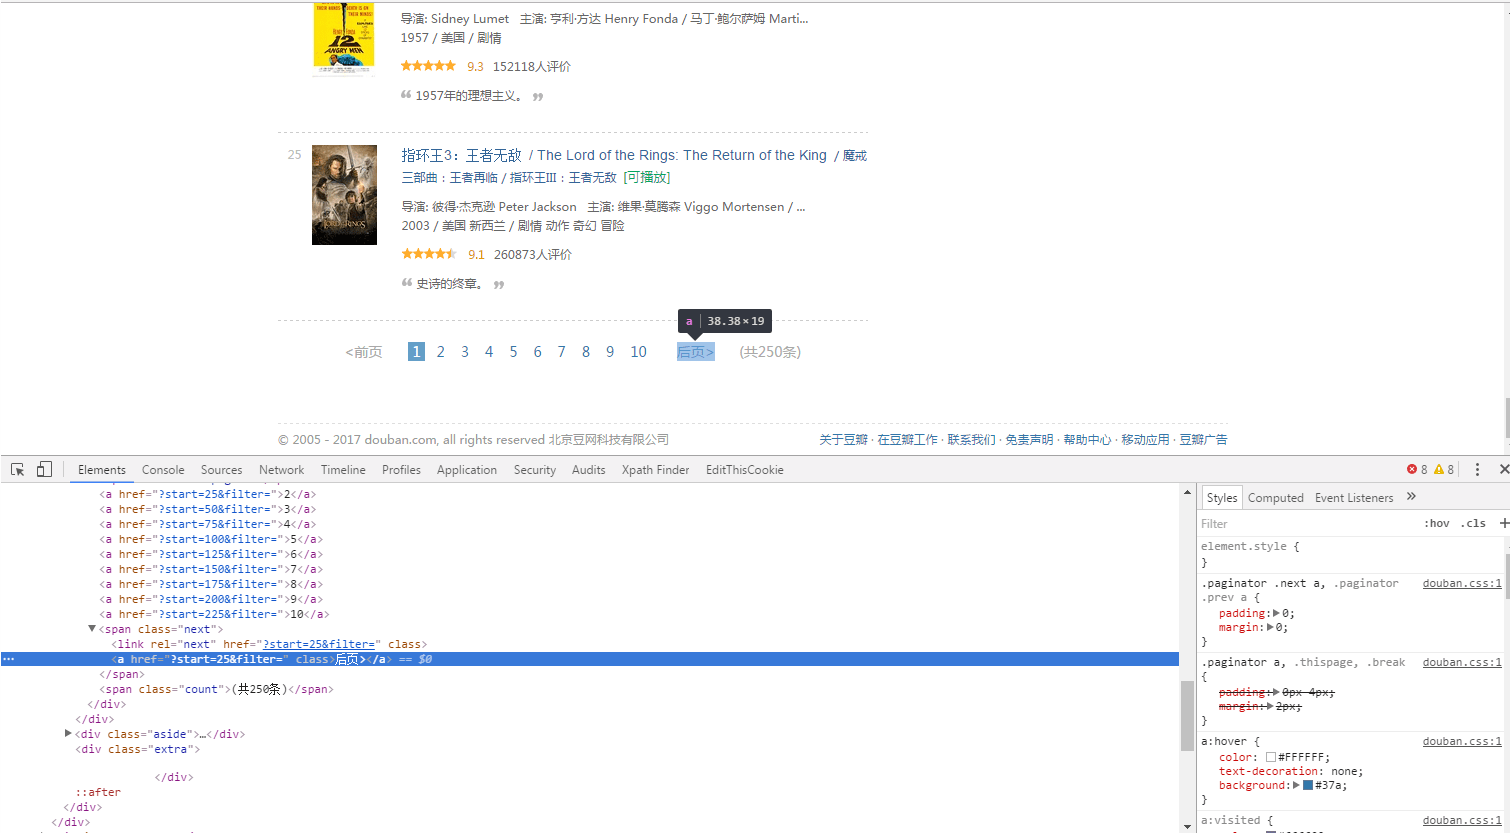 导演: Sidney Lumet 主演: 亨利·方达 Henry Fonda / 马丁·鲍尔萨姆 Marti...
1957 / 美国 / 剧情
12
ANGRY MEN
9.3 152118人评价
1957年的理想主义。
25
指环王3：王者无敌 / The Lord of the Rings: The Return of the King / 魔戒
三部曲：王者再临 / 指环王III：王者无敌 [可播放]
导演: 彼得·杰克逊 Peter Jackson 主演: 维果·莫腾森 Viggo Mortensen / ...
2003 / 美国 新西兰 / 剧情 动作 奇幻 冒险
9.1 260873人评价
史诗的终章。
a | 38.38×19
<前页 1 2 3 4 5 6 7 8 9 10 后页> (共250条)
© 2005 - 2017 douban.com, all rights reserved 北京豆网科技有限公司
关于豆瓣 · 在豆瓣工作 · 联系我们 · 免责声明 · 帮助中心 · 移动应用 · 豆瓣广告
Elements Console Sources Network Timeline Profiles Application Security Audits Xpath Finder EditThisCookie 8 8
<a href="?start=25&filter=">2</a>
<a href="?start=50&filter=">3</a>
<a href="?start=75&filter=">4</a>
<a href="?start=100&filter=">5</a>
<a href="?start=125&filter=">6</a>
<a href="?start=150&filter=">7</a>
<a href="?start=175&filter=">8</a>
<a href="?start=200&filter=">9</a>
<a href="?start=225&filter=">10</a>
<span class="next">
<link rel="next" href="?start=25&filter=" class>
<a href="?start=25&filter=" class>后页></a> == $0
</span>
<span class="count">(共250条)</span>
</div>
</div>
<div class="aside">…</div>
<div class="extra">
</div>
::after
</div>
</div>
Styles Computed Event Listeners »
Filter :hov .cls +
element.style {
}
.paginator .next a, .paginator douban.css:1
.prev a {
padding: 0;
margin: 0;
}
.paginator a, .thispage, .break douban.css:1
{
padding: 0px 4px;
margin: 2px;
}
a:hover { douban.css:1
color: #FFFFFF;
text-decoration: none;
background: #37a;
}
a:visited { douban.css:1